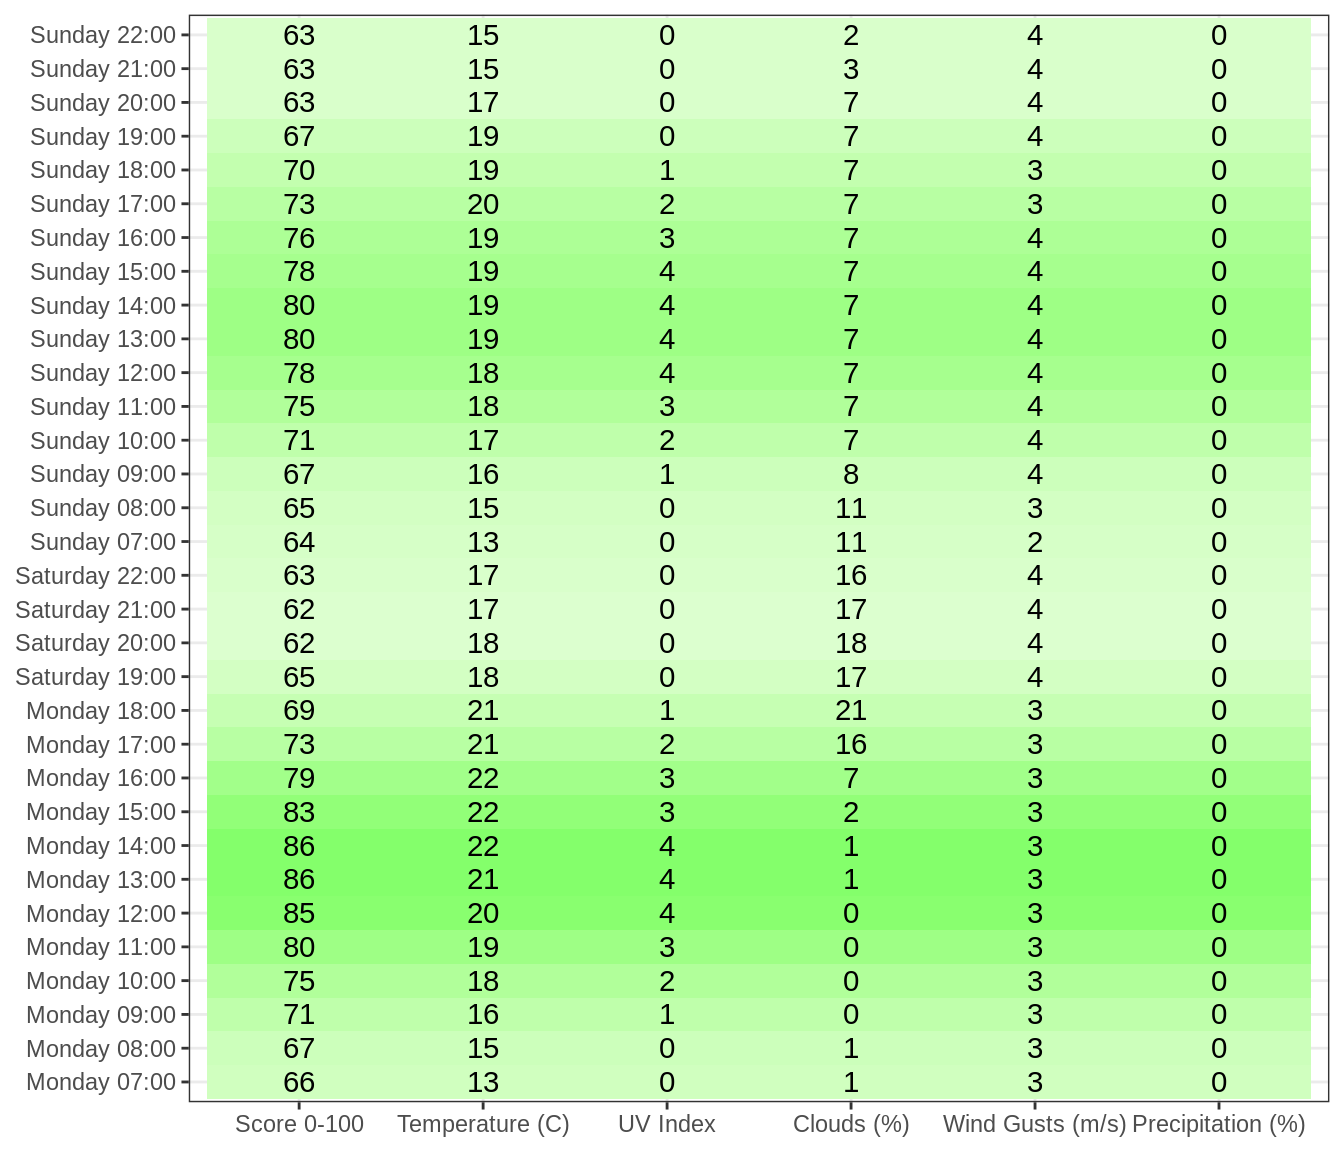 Sunday 22:00 63 15 0 2 4 0
Sunday 21:00 63 15 0 3 4 0
Sunday 20:00 63 17 0 7 4 0
Sunday 19:00 67 19 0 7 4 0
Sunday 18:00 70 19 1 7 3 0
Sunday 17:00 73 20 2 7 3 0
Sunday 16:00 76 19 3 7 4 0
Sunday 15:00 78 19 4 7 4 0
Sunday 14:00 80 19 4 7 4 0
Sunday 13:00 80 19 4 7 4 0
Sunday 12:00 78 18 4 7 4 0
Sunday 11:00 75 18 3 7 4 0
Sunday 10:00 71 17 2 7 4 0
Sunday 09:00 67 16 1 8 4 0
Sunday 08:00 65 15 0 11 3 0
Sunday 07:00 64 13 0 11 2 0
Saturday 22:00 63 17 0 16 4 0
Saturday 21:00 62 17 0 17 4 0
Saturday 20:00 62 18 0 18 4 0
Saturday 19:00 65 18 0 17 4 0
Monday 18:00 69 21 1 21 3 0
Monday 17:00 73 21 2 16 3 0
Monday 16:00 79 22 3 7 3 0
Monday 15:00 83 22 3 2 3 0
Monday 14:00 86 22 4 1 3 0
Monday 13:00 86 21 4 1 3 0
Monday 12:00 85 20 4 0 3 0
Monday 11:00 80 19 3 0 3 0
Monday 10:00 75 18 2 0 3 0
Monday 09:00 71 16 1 0 3 0
Monday 08:00 67 15 0 1 3 0
Monday 07:00 66 13 0 1 3 0
Score 0-100 Temperature (C) UV Index Clouds (%) Wind Gusts (m/s) Precipitation (%)